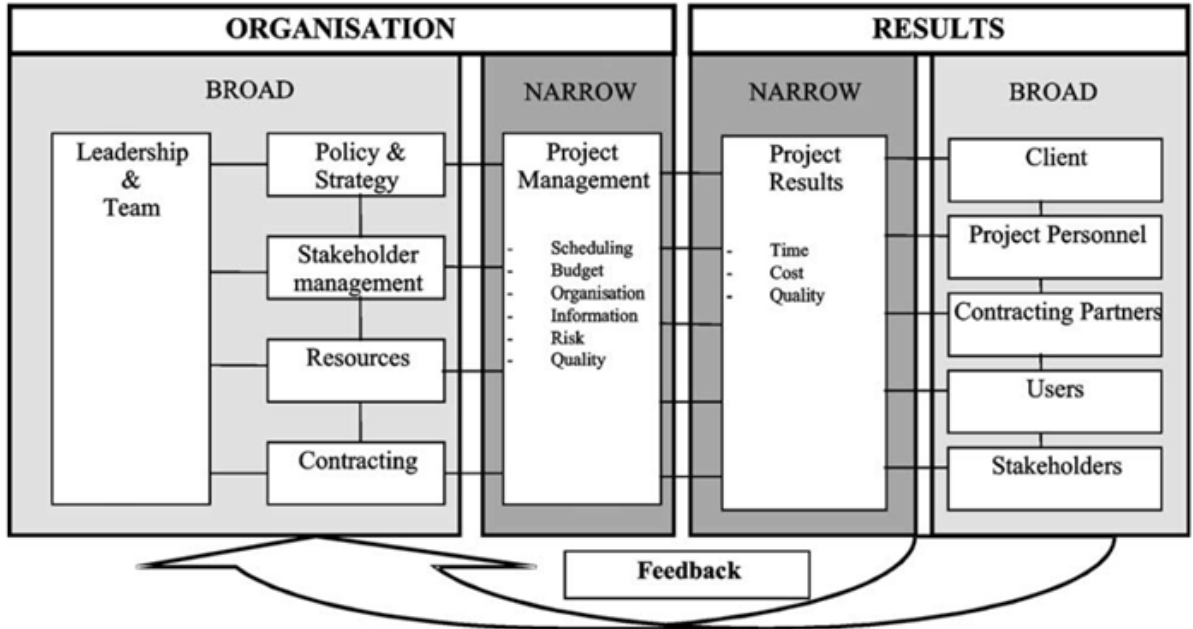 ORGANISATION
RESULTS
BROAD
NARROW
NARROW
BROAD
Leadership
&
Team
Policy &
Strategy
Stakeholder
management
Resources
Contracting
Project
Management
- Scheduling
- Budget
- Organisation
- Information
- Risk
- Quality
Project
Results
- Time
- Cost
- Quality
Client
Project Personnel
Contracting Partners
Users
Stakeholders
Feedback